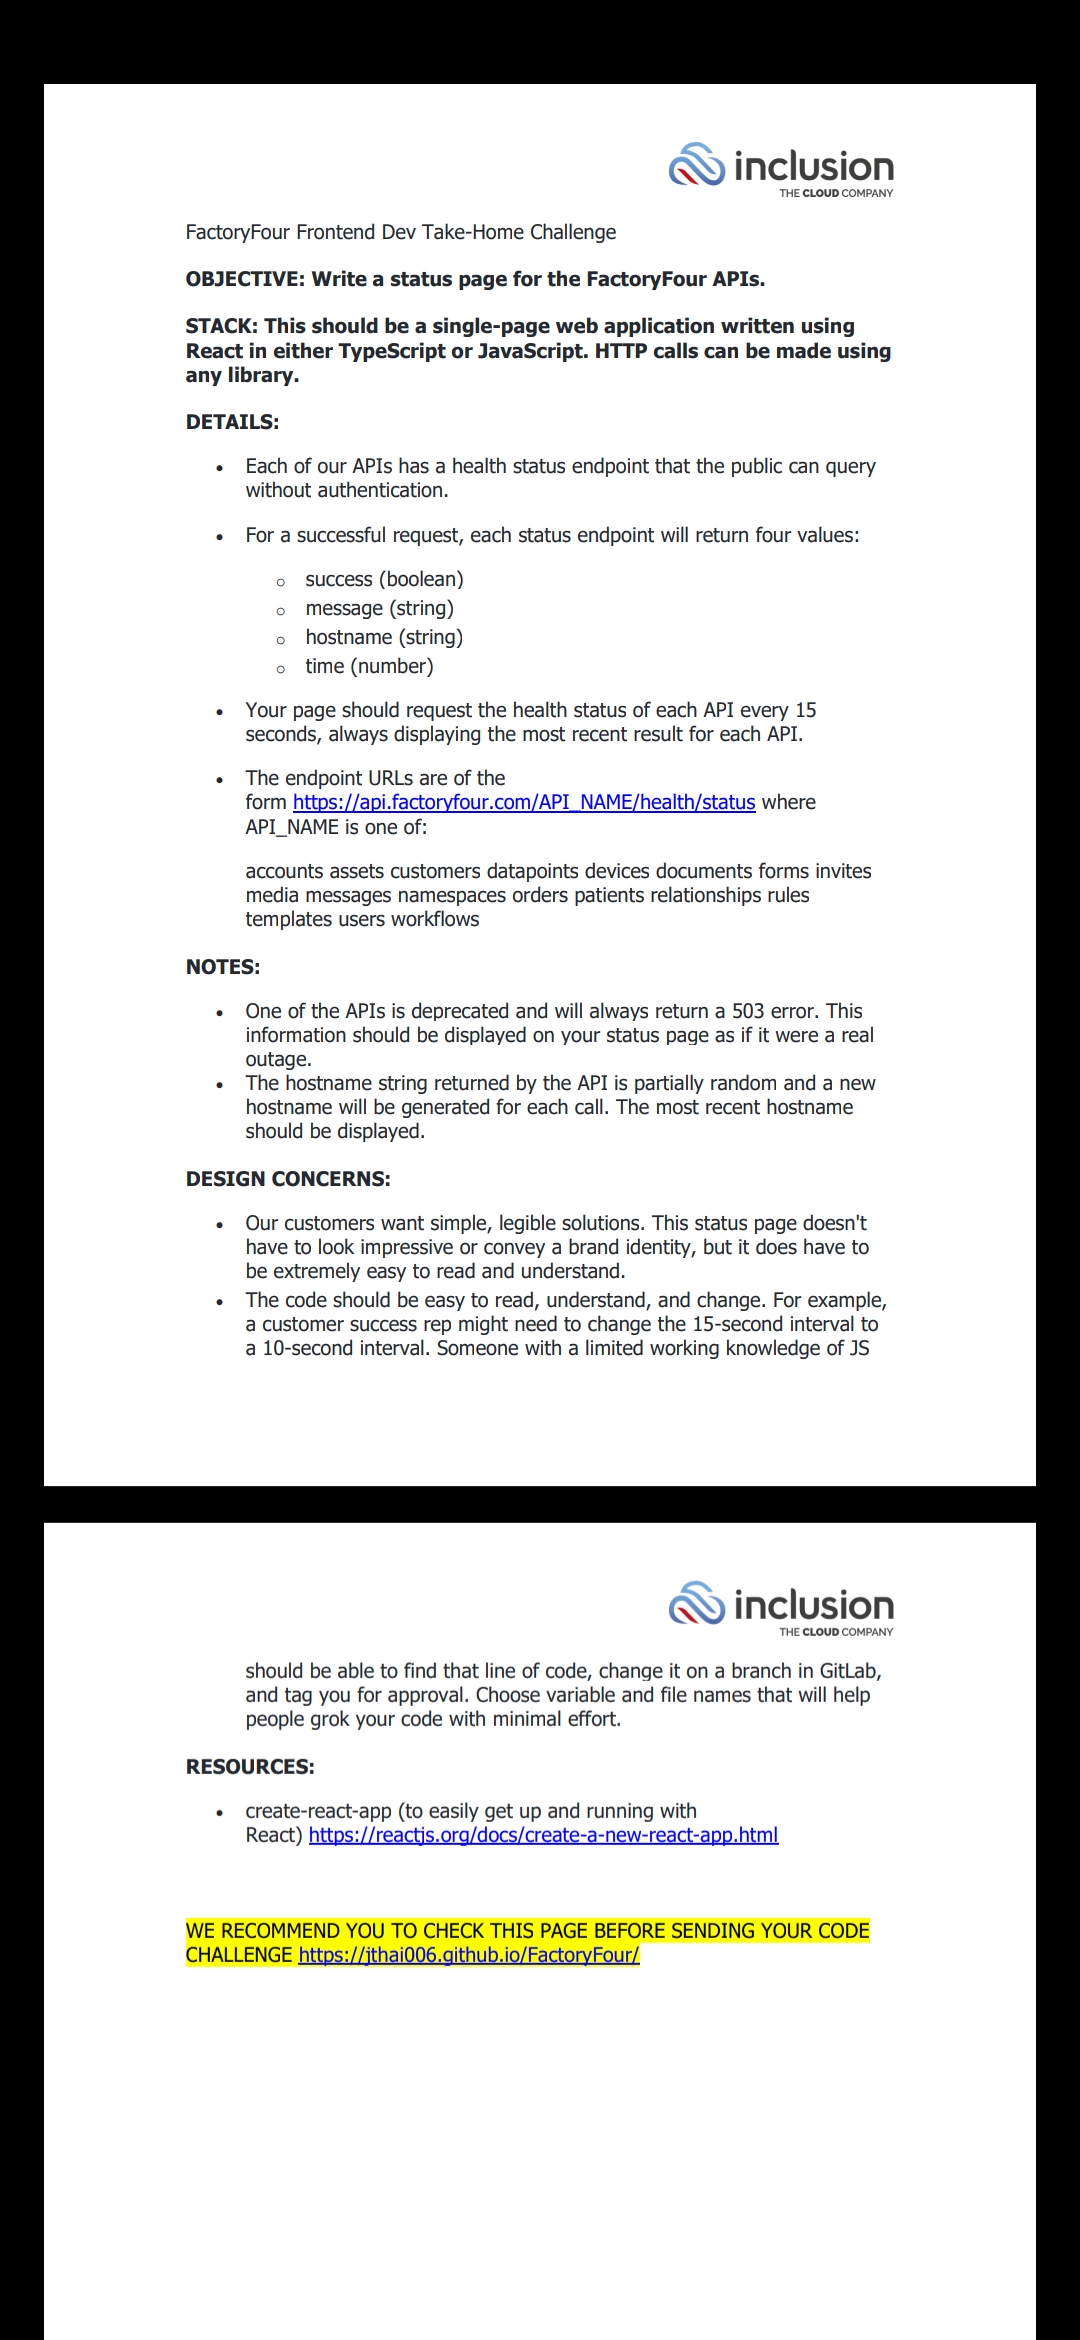 inclusion
THE CLOUD COMPANY
FactoryFour Frontend Dev Take-Home Challenge
OBJECTIVE: Write a status page for the FactoryFour APIs.
STACK: This should be a single-page web application written using
React in either TypeScript or JavaScript. HTTP calls can be made using
any library.
DETAILS:
• Each of our APIs has a health status endpoint that the public can query
without authentication.
• For a successful request, each status endpoint will return four values:
o success (boolean)
o message (string)
o hostname (string)
o time (number)
• Your page should request the health status of each API every 15
seconds, always displaying the most recent result for each API.
• The endpoint URLs are of the
form https://api.factoryfour.com/API_NAME/health/status where
API_NAME is one of:
accounts assets customers datapoints devices documents forms invites
media messages namespaces orders patients relationships rules
templates users workflows
NOTES:
• One of the APIs is deprecated and will always return a 503 error. This
information should be displayed on your status page as if it were a real
outage.
• The hostname string returned by the API is partially random and a new
hostname will be generated for each call. The most recent hostname
should be displayed.
DESIGN CONCERNS:
• Our customers want simple, legible solutions. This status page doesn't
have to look impressive or convey a brand identity, but it does have to
be extremely easy to read and understand.
• The code should be easy to read, understand, and change. For example,
a customer success rep might need to change the 15-second interval to
a 10-second interval. Someone with a limited working knowledge of JS
inclusion
THE CLOUD COMPANY
should be able to find that line of code, change it on a branch in GitLab,
and tag you for approval. Choose variable and file names that will help
people grok your code with minimal effort.
RESOURCES:
• create-react-app (to easily get up and running with
React) https://reactjs.org/docs/create-a-new-react-app.html
WE RECOMMEND YOU TO CHECK THIS PAGE BEFORE SENDING YOUR CODE
CHALLENGE https://jthai006.github.io/FactoryFour/